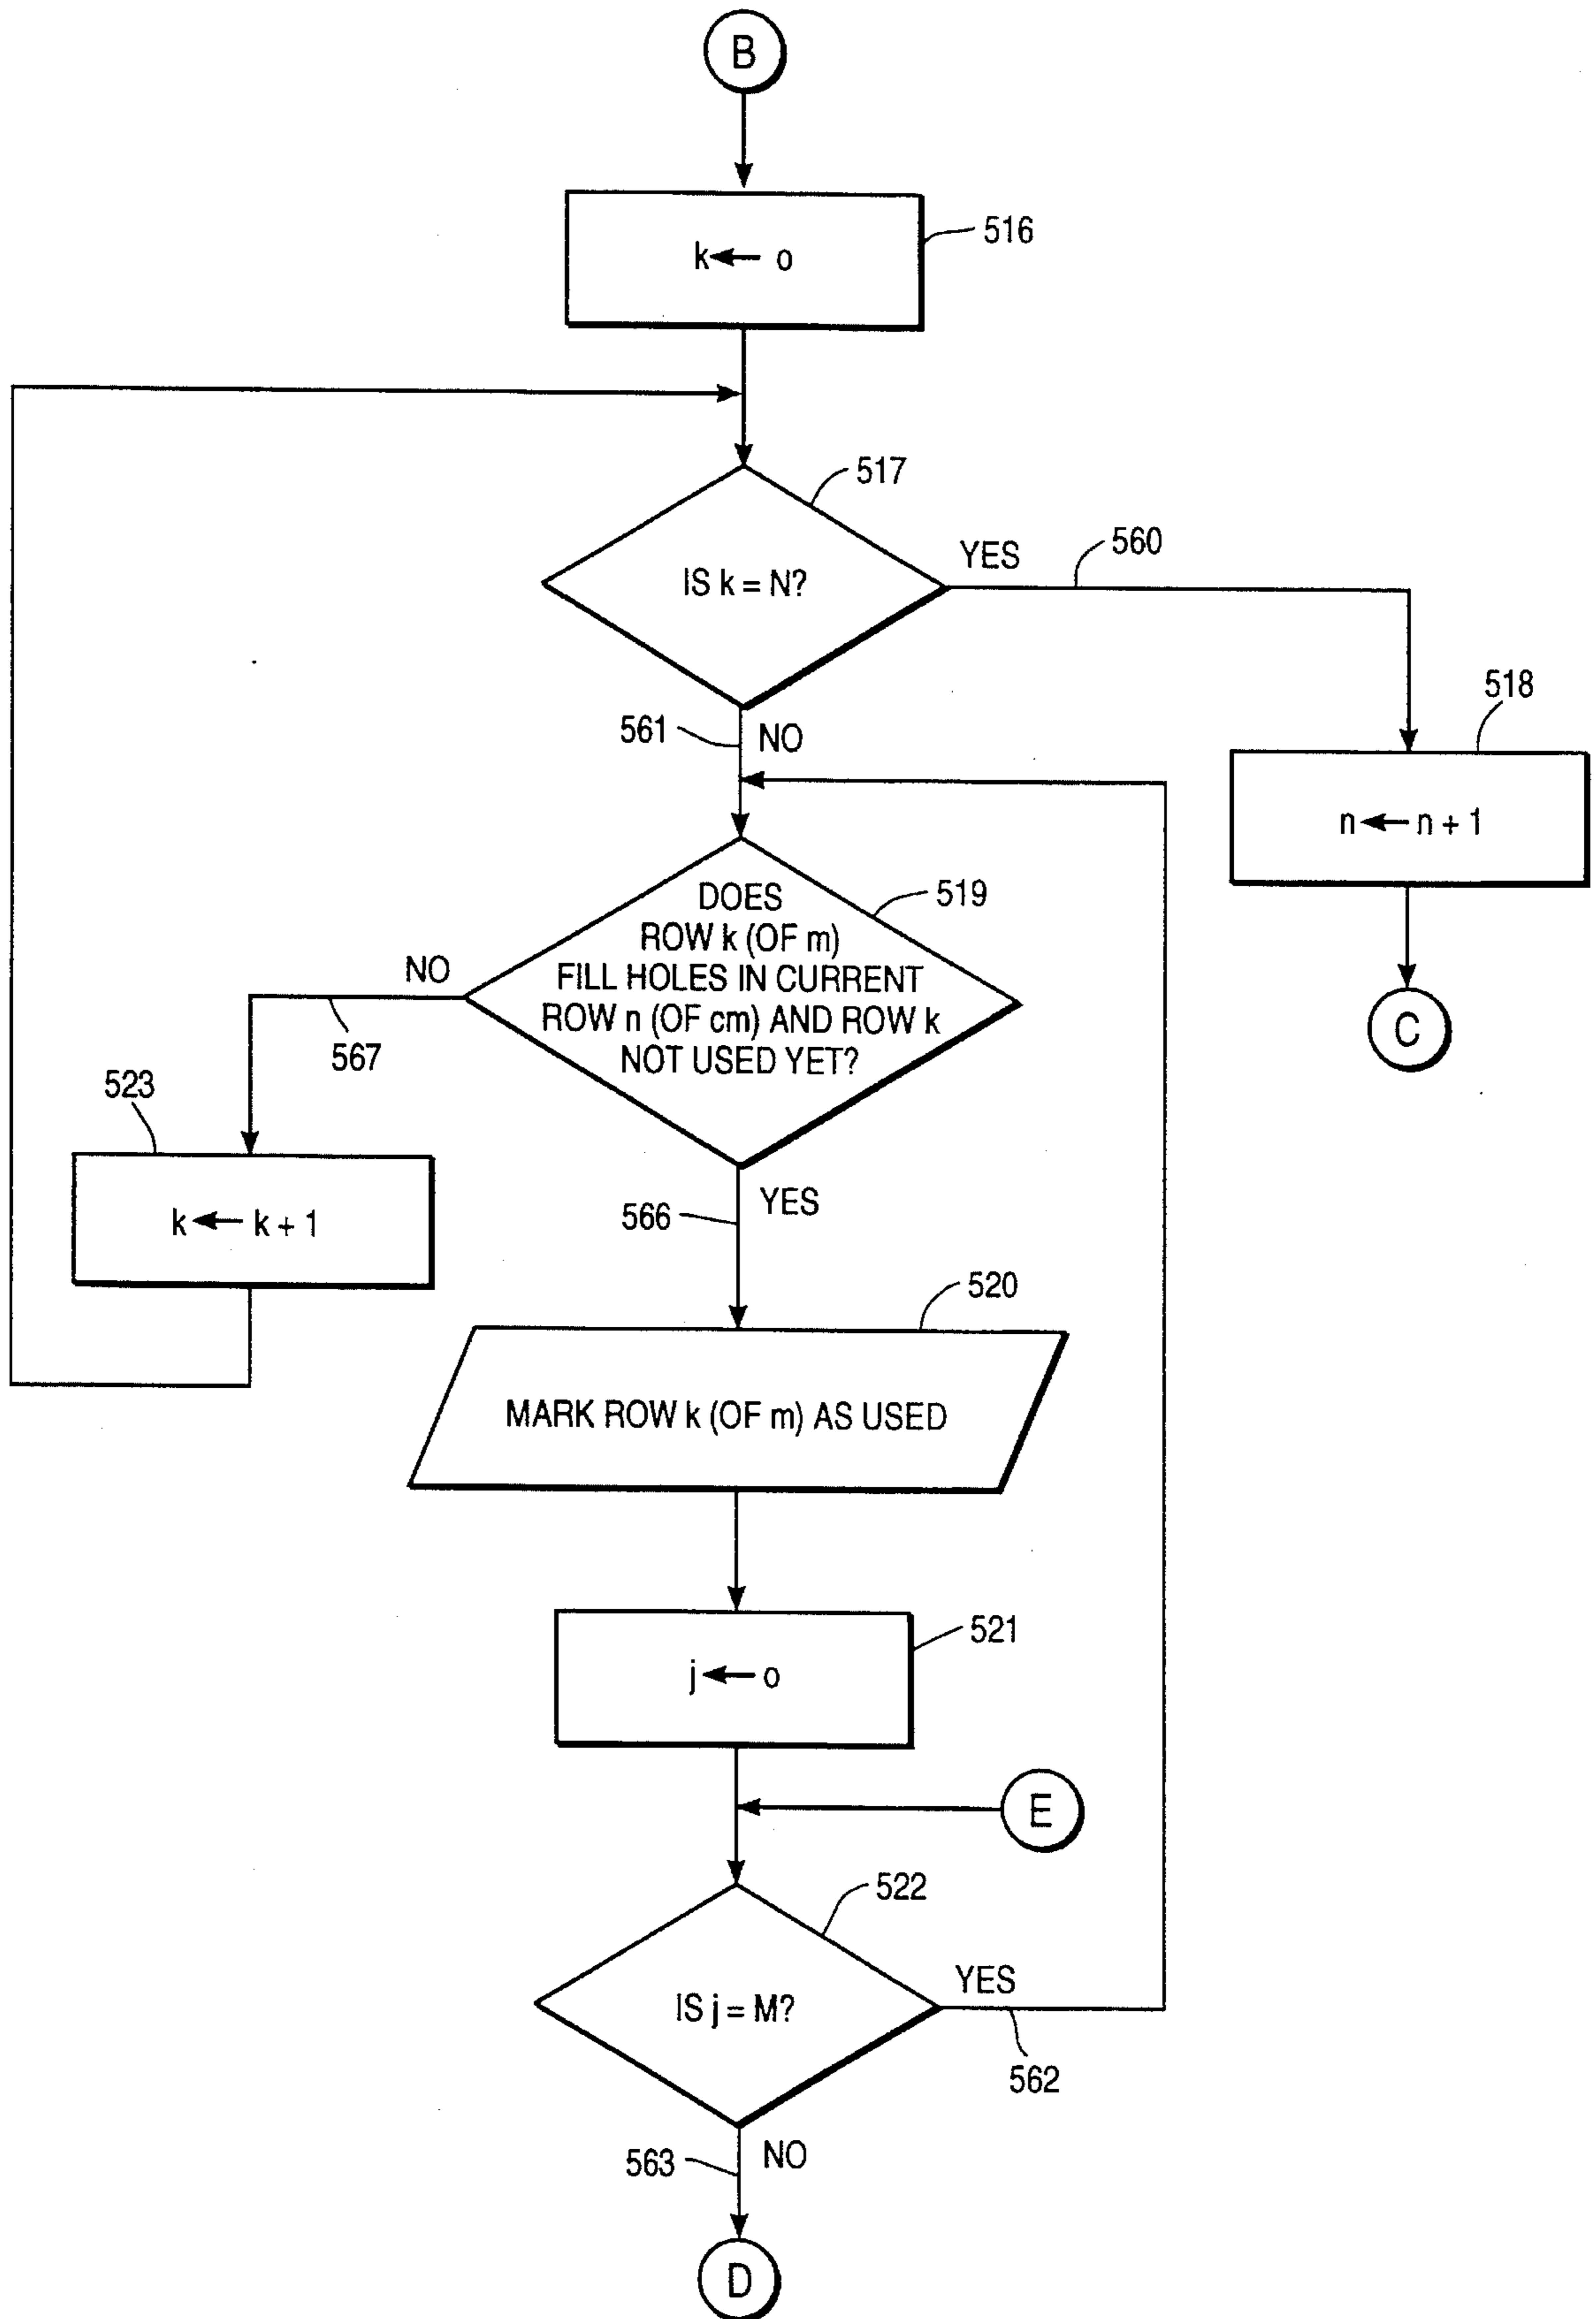 B
k ← o
516
517
IS k = N?
YES
560
561
NO
518
n ← n + 1
C
DOES
ROW k (OF m)
FILL HOLES IN CURRENT
ROW n (OF cm) AND ROW k
NOT USED YET?
519
NO
567
523
k ← k + 1
566
YES
520
MARK ROW k (OF m) AS USED
521
j ← o
E
522
IS j = M?
YES
562
563
NO
D